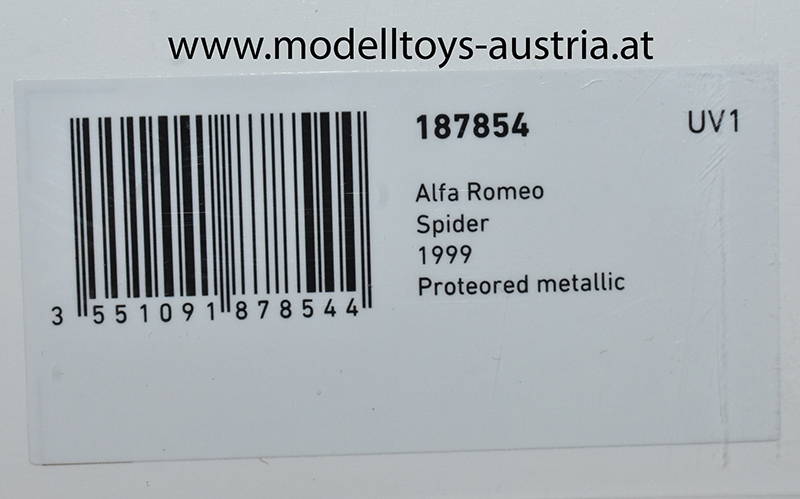 www.modelltoys-austria.at
187854
UV1
Alfa Romeo
Spider
1999
Proteored metallic
3 551091 878544